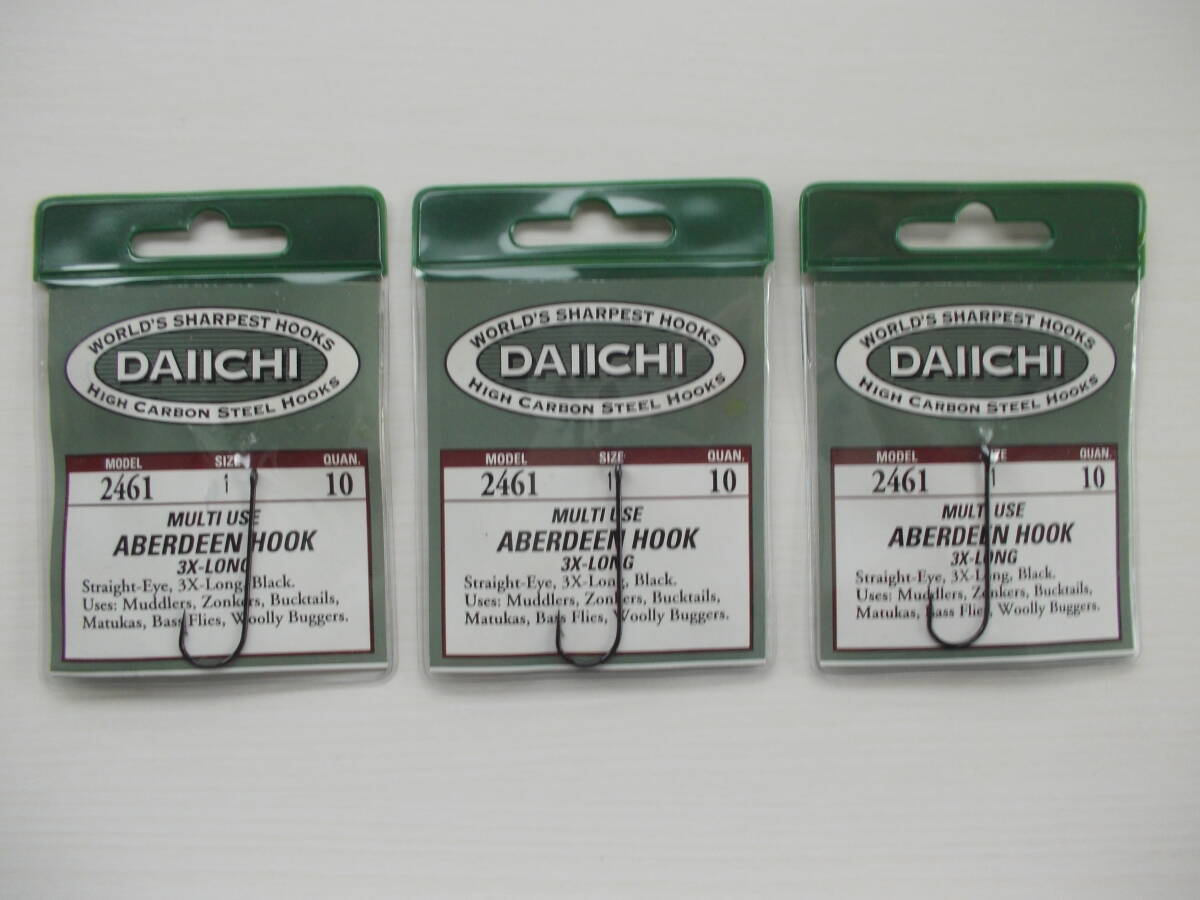 WORLD'S SHARPEST HOOKS
DAIICHI
HIGH CARBON STEEL HOOKS
MODEL SIZE QUAN.
2461 1 10
MULTI USE
ABERDEEN HOOK
3X-LONG
Straight-Eye, 3X-Long, Black.
Uses: Muddlers, Zonkers, Bucktails,
Matukas, Bass Flies, Woolly Buggers.
WORLD'S SHARPEST HOOKS
DAIICHI
HIGH CARBON STEEL HOOKS
MODEL SIZE QUAN.
2461 1 10
MULTI USE
ABERDEEN HOOK
3X-LONG
Straight-Eye, 3X-Long, Black.
Uses: Muddlers, Zonkers, Bucktails,
Matukas, Bass Flies, Woolly Buggers.
WORLD'S SHARPEST HOOKS
DAIICHI
HIGH CARBON STEEL HOOKS
MODEL SIZE QUAN.
2461 1 10
MULTI USE
ABERDEEN HOOK
3X-LONG
Straight-Eye, 3X-Long, Black.
Uses: Muddlers, Zonkers, Bucktails,
Matukas, Bass Flies, Woolly Buggers.